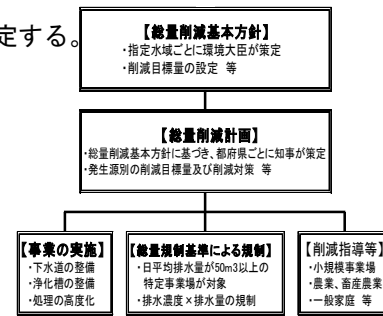 定する。
【総量削減基本方針】
・指定水域ごとに環境大臣が策定
・削減目標量の設定 等
【総量削減計画】
・総量削減基本方針に基づき、都府県ごとに知事が策定
・発生源別の削減目標量及び削減対策 等
【事業の実施】
・下水道の整備
・浄化槽の整備
・処理の高度化
【総量規制基準による規制】
・日平均排水量が50m3以上の
特定事業場が対象
・排水濃度×排水量の規制
【削減指導等】
・小規模事業場
・農業、畜産農業
・一般家庭 等